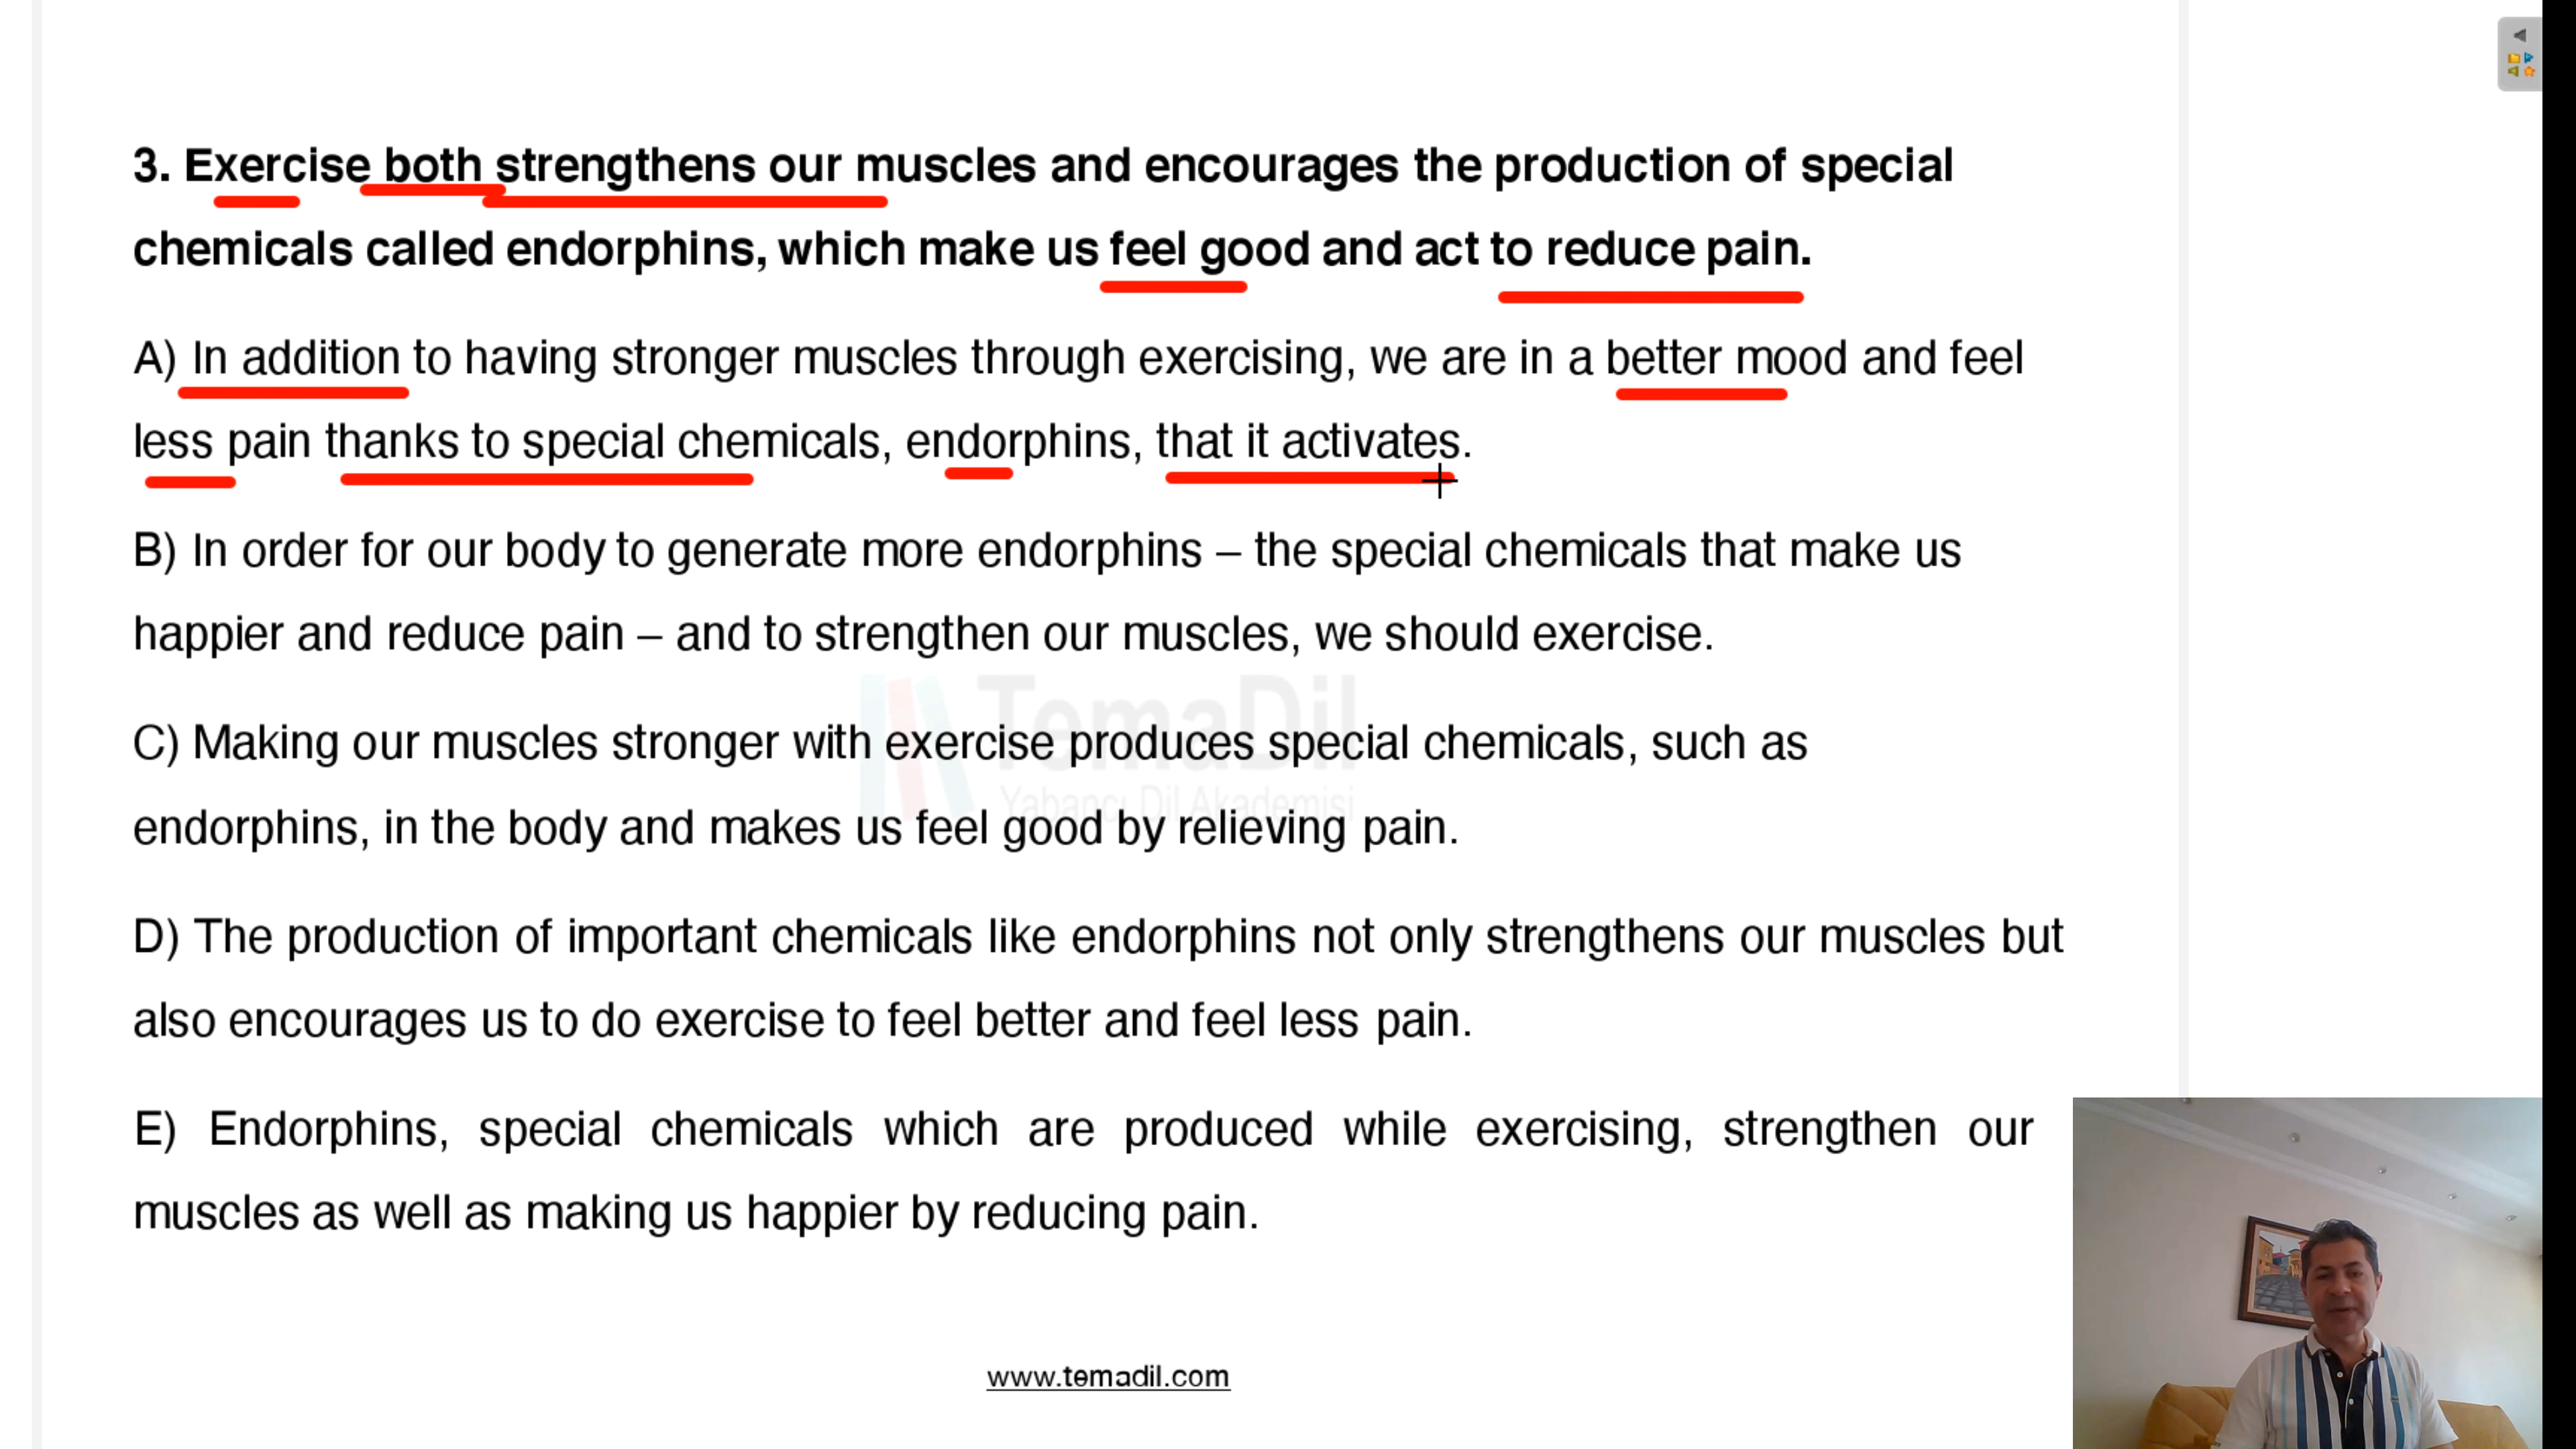 3. Exercise both strengthens our muscles and encourages the production of special
chemicals called endorphins, which make us feel good and act to reduce pain.
A) In addition to having stronger muscles through exercising, we are in a better mood and feel
less pain thanks to special chemicals, endorphins, that it activates.
B) In order for our body to generate more endorphins – the special chemicals that make us
happier and reduce pain – and to strengthen our muscles, we should exercise.
TemaDil
C) Making our muscles stronger with exercise produces special chemicals, such as
Yabancı Dil Akademisi
endorphins, in the body and makes us feel good by relieving pain.
D) The production of important chemicals like endorphins not only strengthens our muscles but
also encourages us to do exercise to feel better and feel less pain.
E) Endorphins, special chemicals which are produced while exercising, strengthen our
muscles as well as making us happier by reducing pain.
www.temadil.com